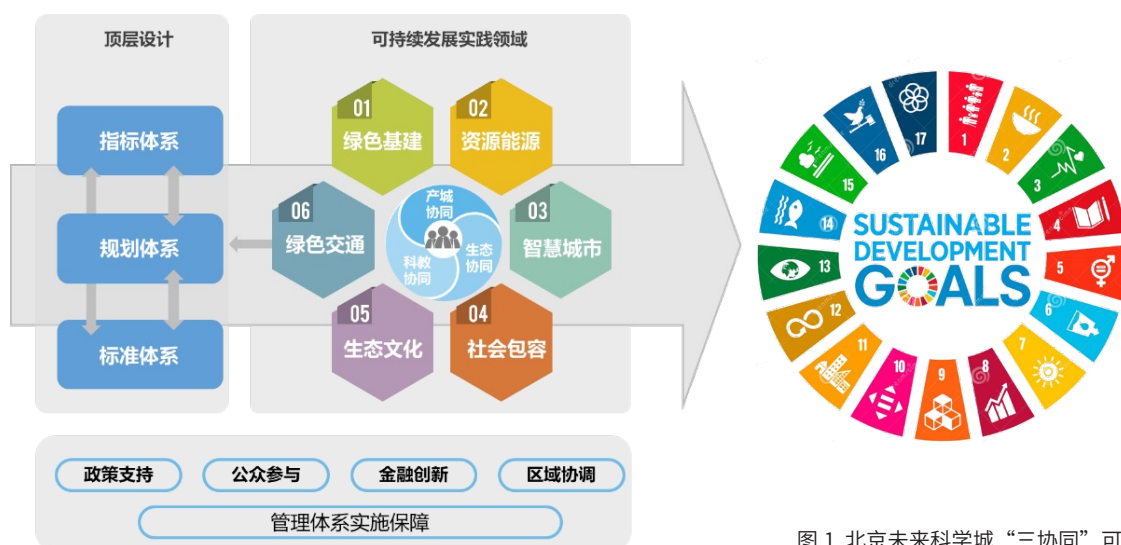 顶层设计
指标体系
规划体系
标准体系
可持续发展实践领域
01
绿色基建
02
资源能源
03
智慧城市
04
社会包容
05
生态文化
06
绿色交通
产城
协同
生态
协同
科教
协同
政策支持
公众参与
金融创新
区域协调
管理体系实施保障
1
2
3
4
5
6
7
8
9
10
11
12
13
14
15
16
17
SUSTAINABLE
DEVELOPMENT
GOALS
图 1 北京未来科学城“三协同”可